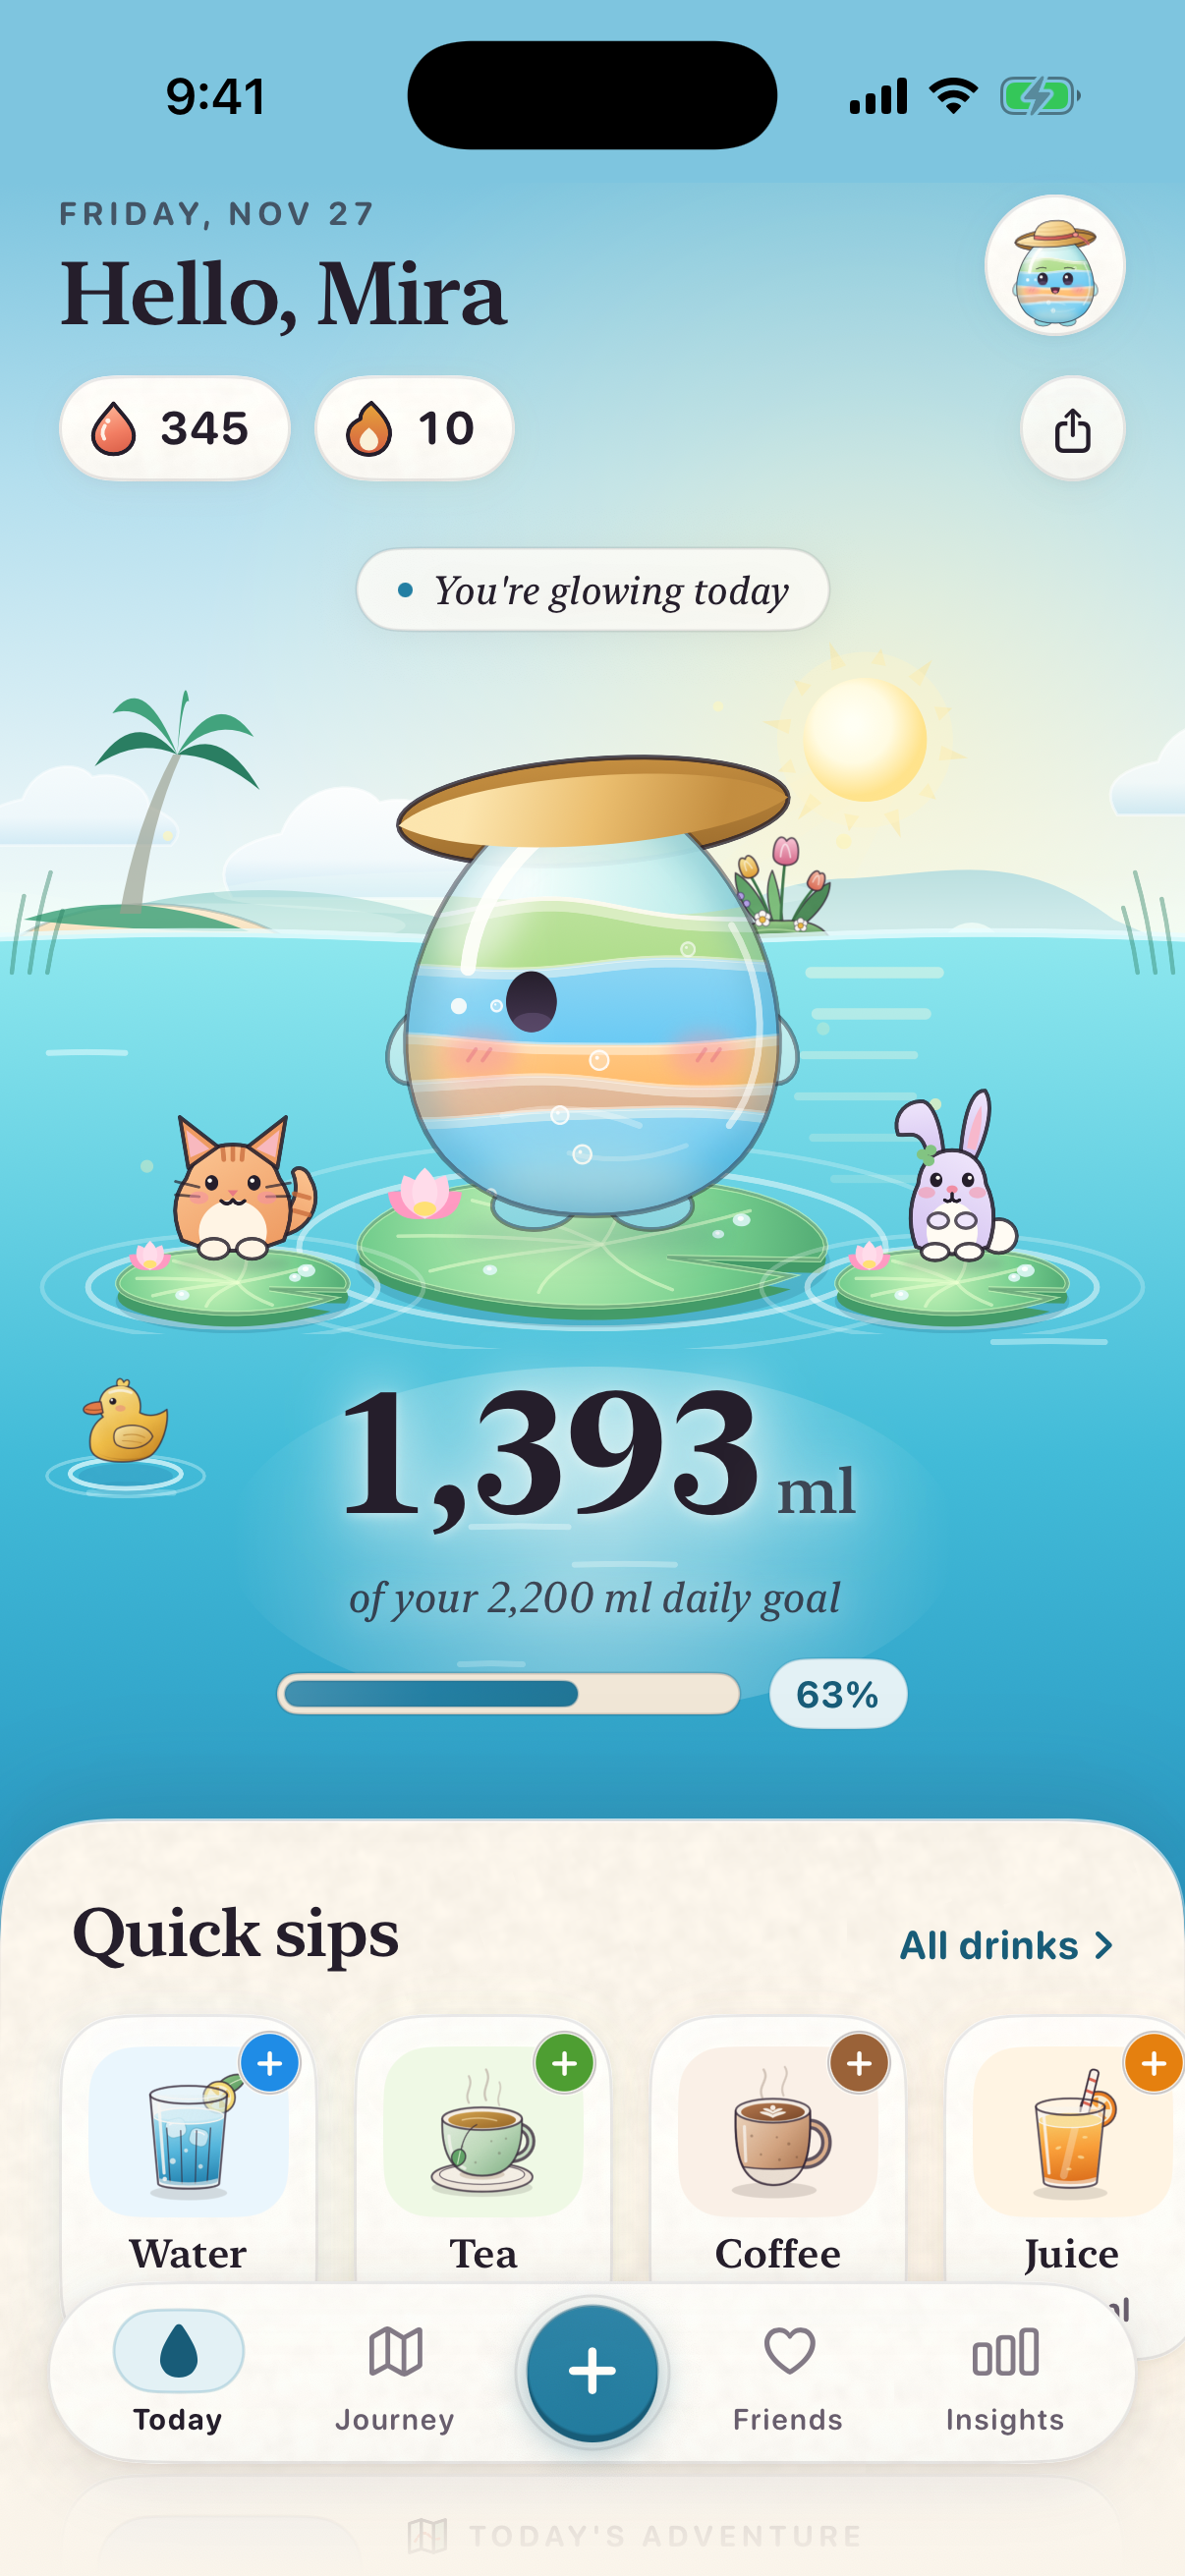 9:41
FRIDAY, NOV 27
Hello, Mira
345
10
You're glowing today
1,393 ml
of your 2,200 ml daily goal
63%
Quick sips
All drinks
Water
Tea
Coffee
Juice
Today
Journey
Friends
Insights
TODAY'S ADVENTURE